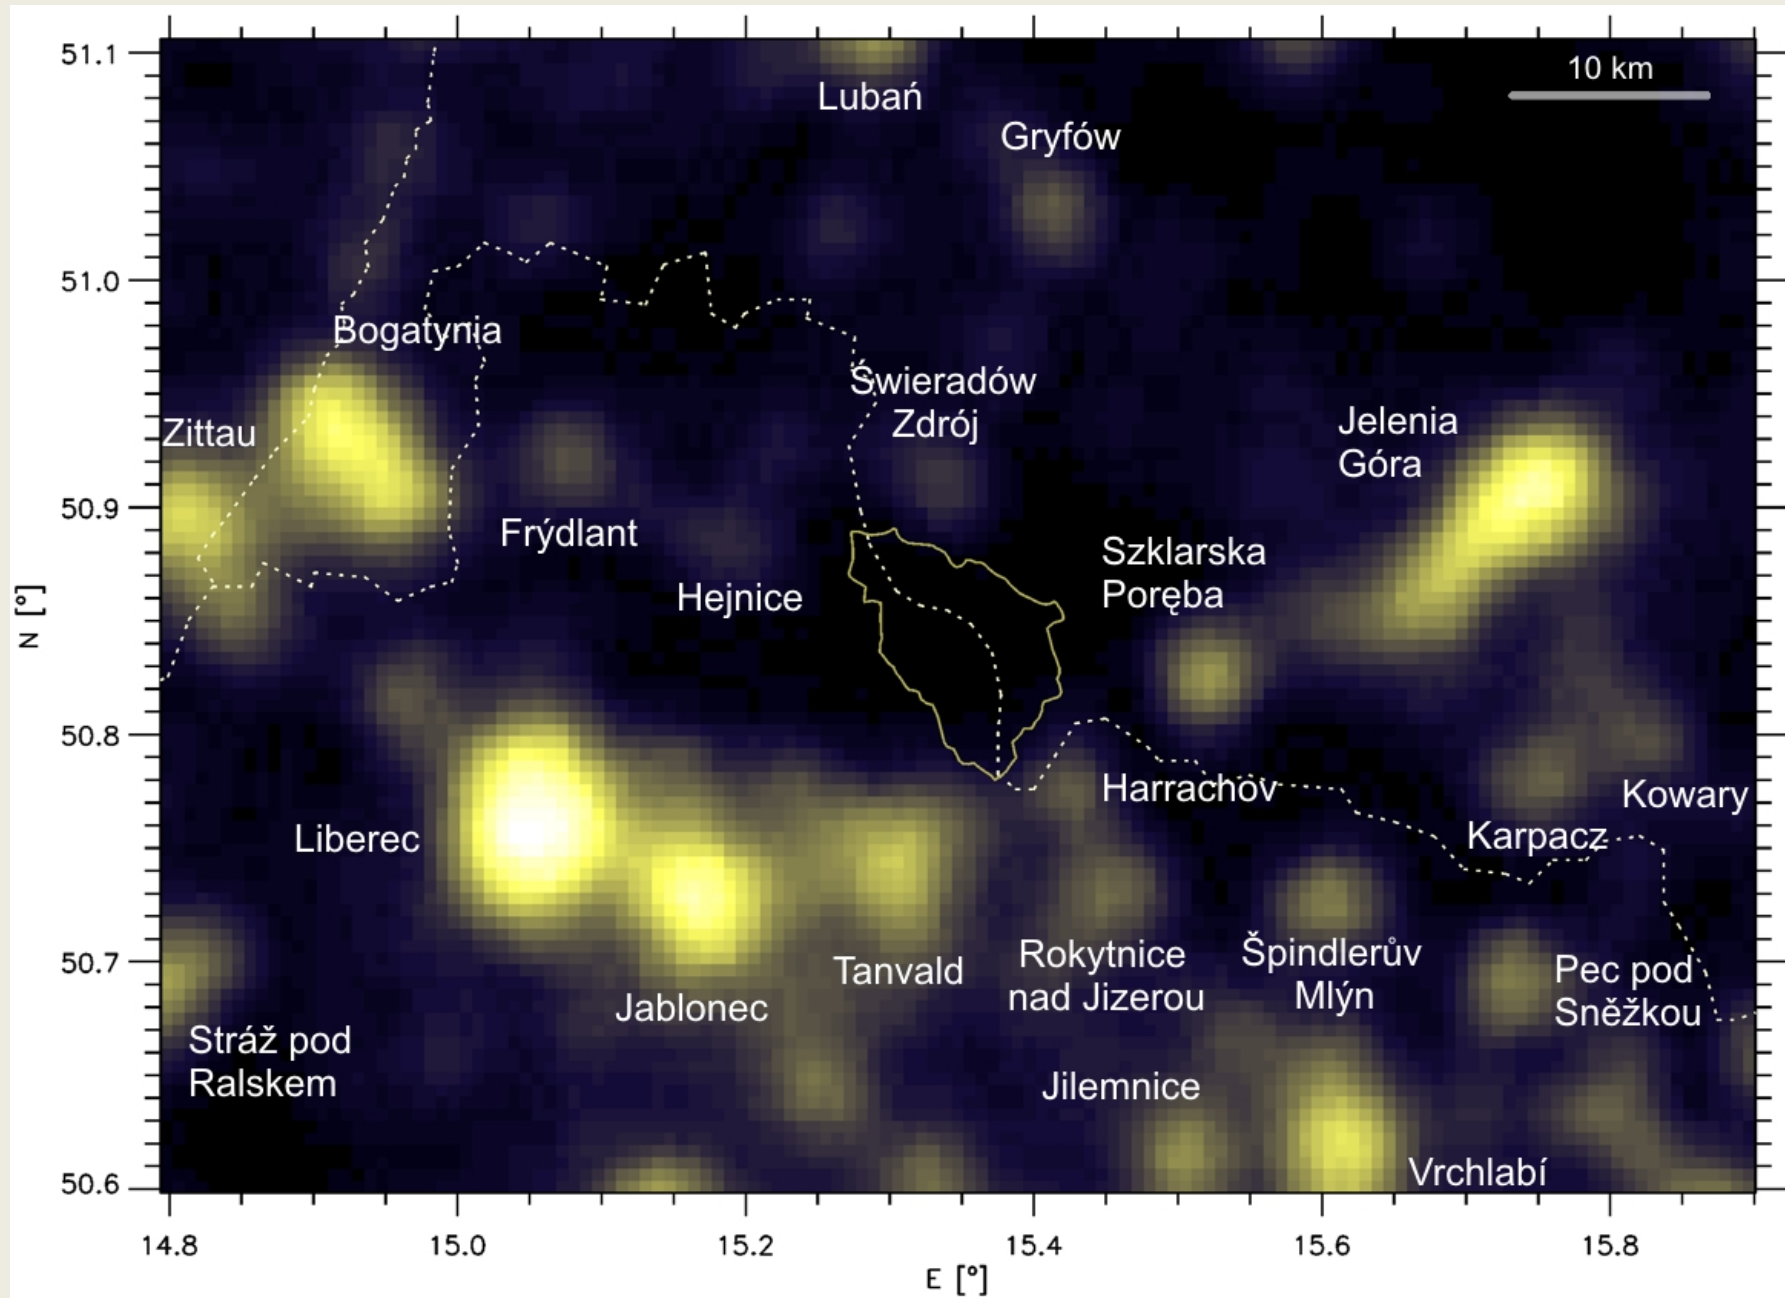 51.1
51.0
50.9
50.8
50.7
50.6
N [°]
10 km
Lubań
Gryfów
Bogatynia
Świeradów
Zdrój
Zittau
Jelenia
Góra
Frýdlant
Szklarska
Poręba
Hejnice
Harrachov
Kowary
Liberec
Karpacz
Tanvald
Rokytnice
nad Jizerou
Špindlerův
Mlýn
Pec pod
Sněžkou
Jablonec
Stráž pod
Ralskem
Jilemnice
Vrchlabí
14.8
15.0
15.2
15.4
15.6
15.8
E [°]